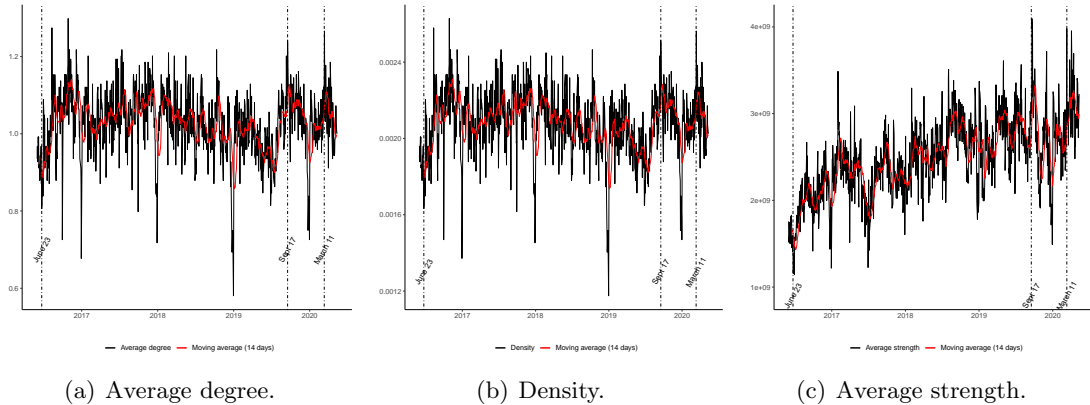 1.2
1.0
0.8
0.6
June 23
Sept 17
March 11
2017
2018
2019
2020
Average degree
Moving average (14 days)
(a) Average degree.
0.0024
0.0020
0.0016
0.0012
June 23
Sept 17
March 11
2017
2018
2019
2020
Density
Moving average (14 days)
(b) Density.
4e+09
3e+09
2e+09
1e+09
June 23
Sept 17
March 11
2017
2018
2019
2020
Average strength
Moving average (14 days)
(c) Average strength.